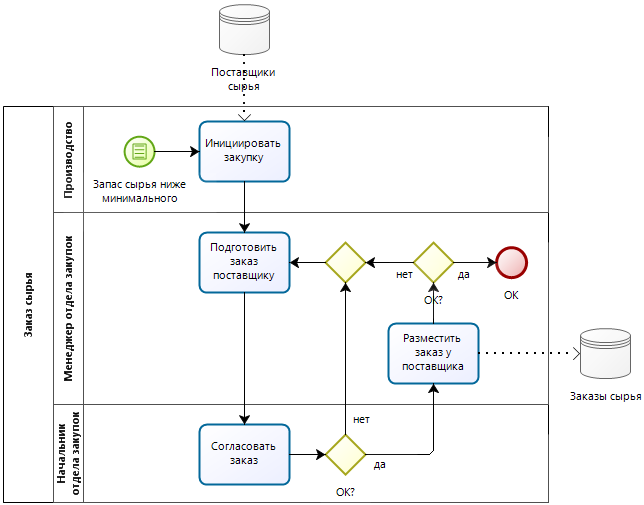 Поставщики
сырья
Заказ сырья
Производство
Инициировать
закупку
Запас сырья ниже
минимального
Менеджер отдела закупок
Подготовить
заказ
поставщику
нет
да
ОК?
ОК
Разместить
заказ у
поставщика
Заказы сырья
Начальник
отдела закупок
Согласовать
заказ
нет
да
ОК?